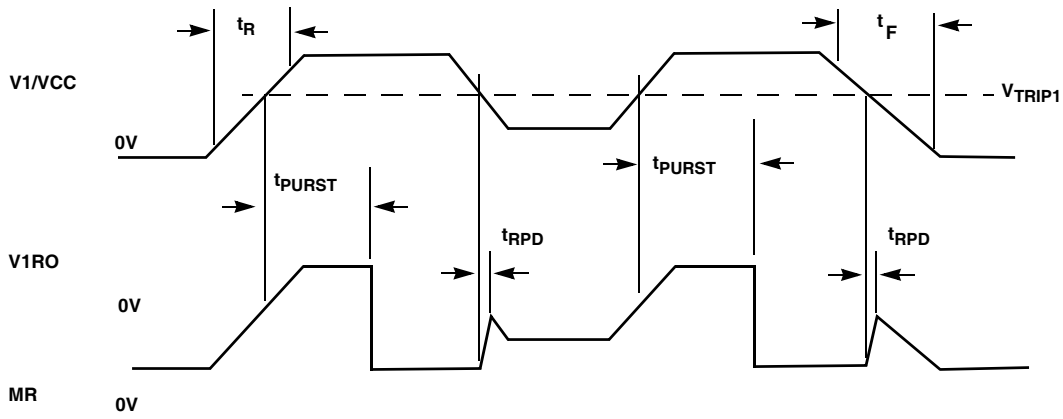 tR
tF
V1/VCC
VTRIP1
0V
tPURST
tPURST
tRPD
tRPD
V1RO
0V
MR
0V